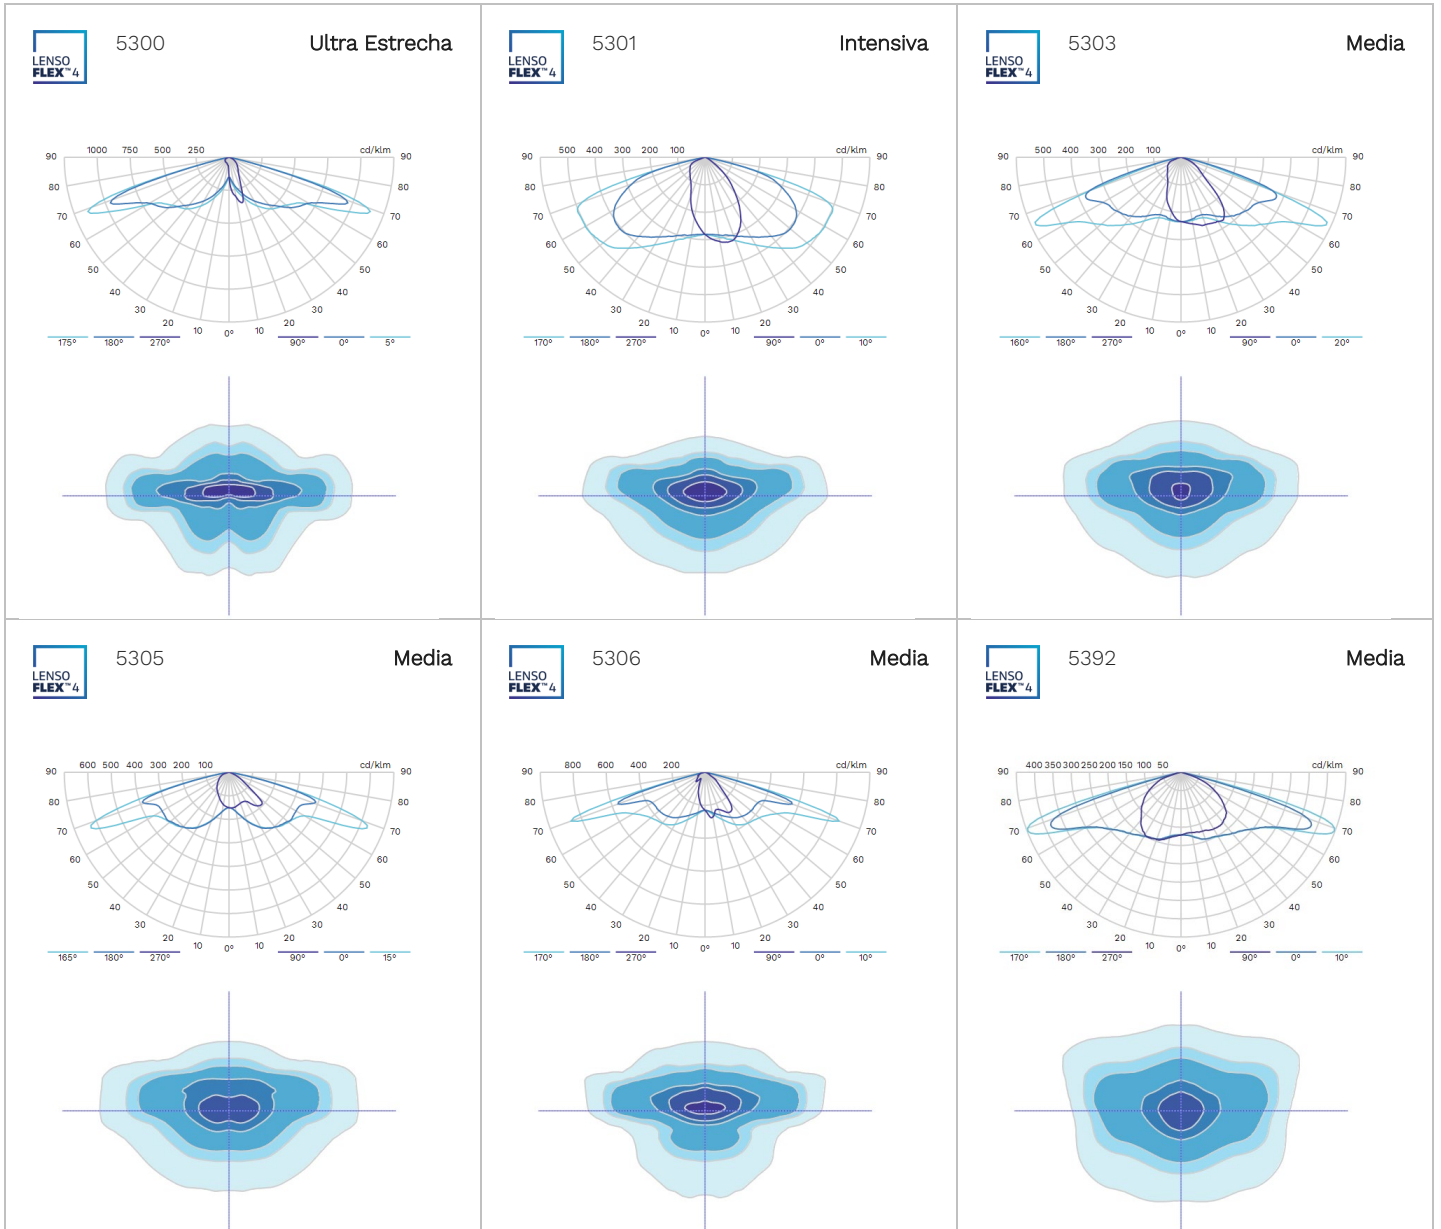 5300 Ultra Estrecha
LENSO
FLEX™4
1000 750 500 250 cd/klm
90 90
80 80
70 70
60 60
50 50
40 40
30 30
20 10 0° 10 20
175° 180° 270° 90° 0° 5°
5301 Intensiva
LENSO
FLEX™4
500 400 300 200 100 cd/klm
90 90
80 80
70 70
60 60
50 50
40 40
30 30
20 10 0° 10 20
170° 180° 270° 90° 0° 10°
5303 Media
LENSO
FLEX™4
500 400 300 200 100 cd/klm
90 90
80 80
70 70
60 60
50 50
40 40
30 30
20 10 0° 10 20
160° 180° 270° 90° 0° 20°
5305 Media
LENSO
FLEX™4
600 500 400 300 200 100 cd/klm
90 90
80 80
70 70
60 60
50 50
40 40
30 30
20 10 0° 10 20
165° 180° 270° 90° 0° 15°
5306 Media
LENSO
FLEX™4
800 600 400 200 cd/klm
90 90
80 80
70 70
60 60
50 50
40 40
30 30
20 10 0° 10 20
170° 180° 270° 90° 0° 10°
5392 Media
LENSO
FLEX™4
400 350 300 250 200 150 100 50 cd/klm
90 90
80 80
70 70
60 60
50 50
40 40
30 30
20 10 0° 10 20
170° 180° 270° 90° 0° 10°